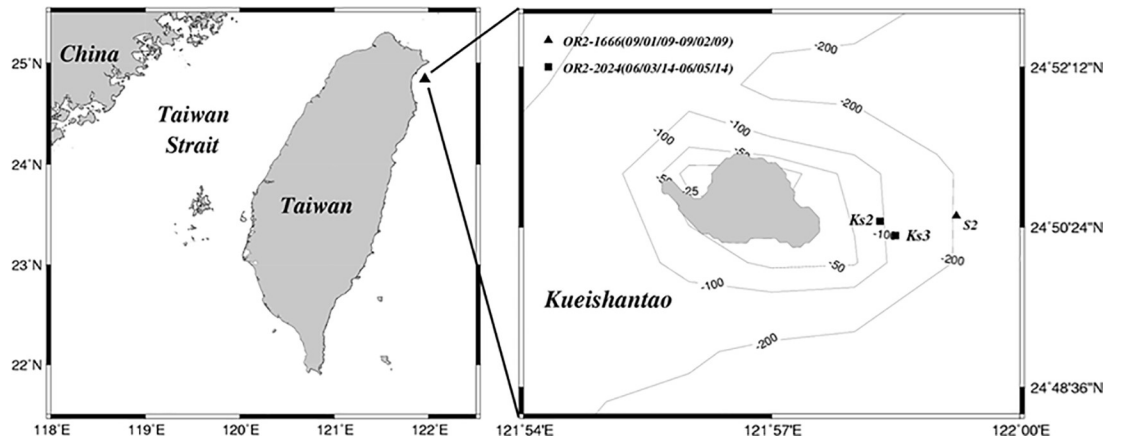 China
Taiwan
Strait
Taiwan
25°N
24°N
23°N
22°N
118°E
119°E
120°E
121°E
122°E
OR2-1666(09/01/09-09/02/09)
OR2-2024(06/03/14-06/05/14)
-200
-200
-100
-100
-50
-50
-25
Ks2
-10
Ks3
S2
-200
-50
-100
-200
Kueishantao
24°52'12"N
24°50'24"N
24°48'36"N
121°54'E
121°57'E
122°00'E